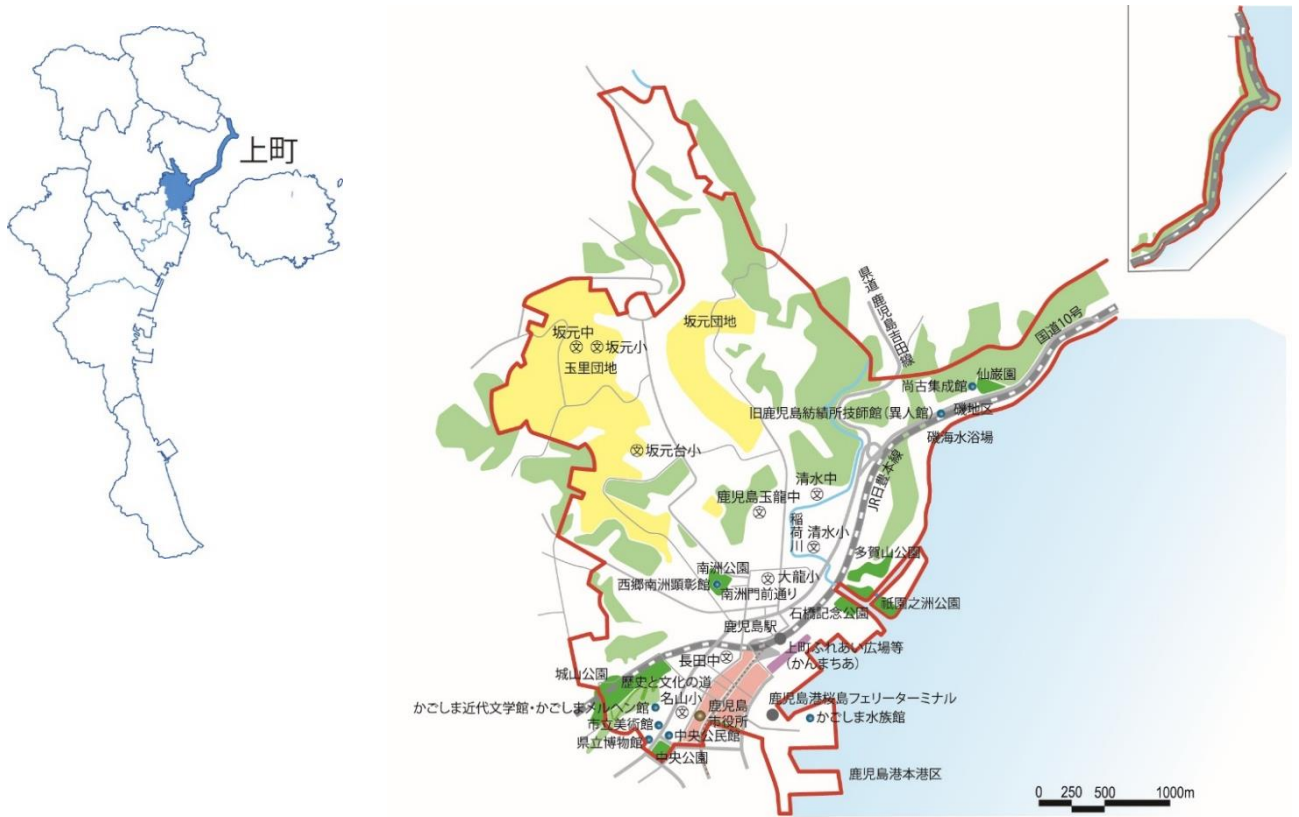 上町
県道 鹿児島吉田線
国道10号
坂元団地
坂元中
坂元小
玉里団地
仙巌園
尚古集成館
旧鹿児島紡績所技師館(異人館)
磯地区
磯海水浴場
JR日豊本線
坂元台小
清水中
鹿児島玉龍中
稲荷川
清水小
多賀山公園
南洲公園
大龍小
西郷南洲顕彰館
南洲門前通り
祇園之洲公園
石橋記念公園
鹿児島駅
上町ふれあい広場等
(かんまちあ)
長田中
城山公園
歴史と文化の道
名山小
かごしま近代文学館・かごしまメルヘン館
鹿児島
市役所
鹿児島港桜島フェリーターミナル
かごしま水族館
市立美術館
中央公民館
県立博物館
中央公園
鹿児島港本港区
0 250 500 1000m
文
文
文
文
文
文
文
文
文